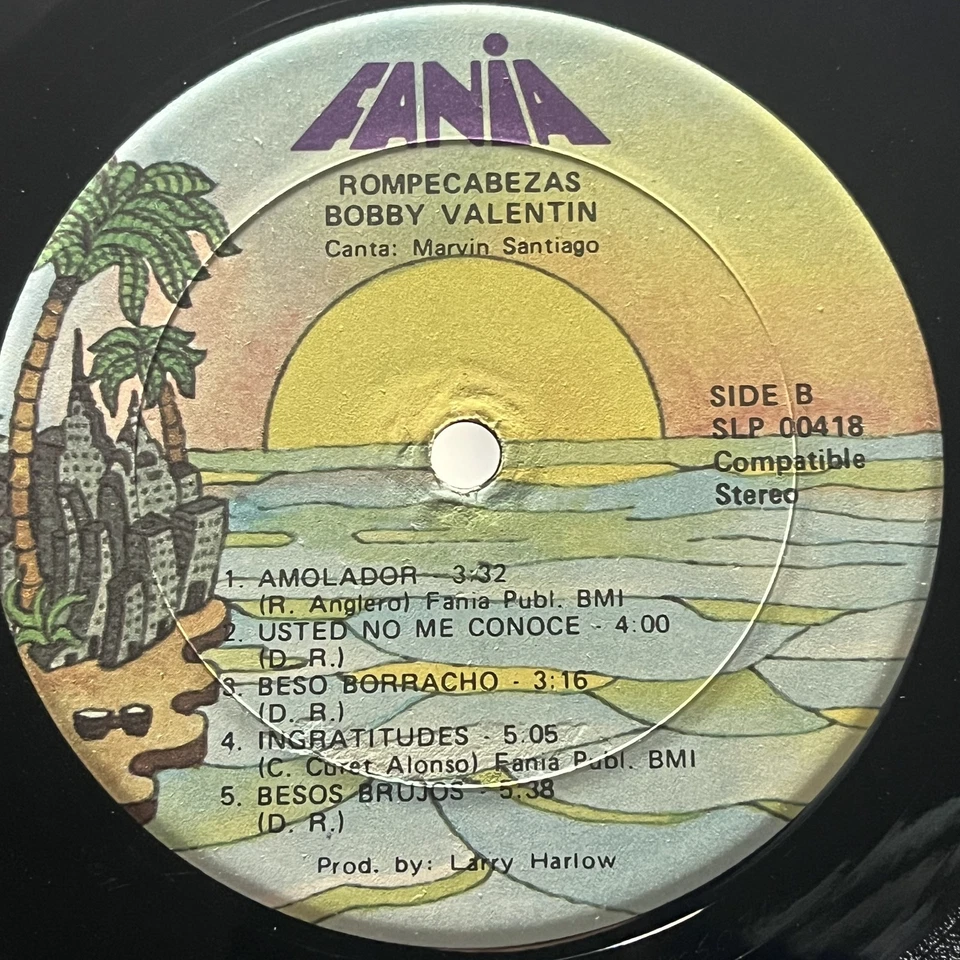 FANIA
ROMPECABEZAS
BOBBY VALENTIN
Canta: Marvin Santiago
SIDE B
SLP 00418
Compatible
Stereo
1. AMOLADOR - 3:32
(R. Anglero) Fania Publ. BMI
2. USTED NO ME CONOCE - 4:00
(D. R.)
3. BESO BORRACHO - 3:16
(D. R.)
4. INGRATITUDES - 5.05
(C. Curet Alonso) Fania Publ. BMI
5. BESOS BRUJOS - 5:38
(D. R.)
Prod. by: Larry Harlow